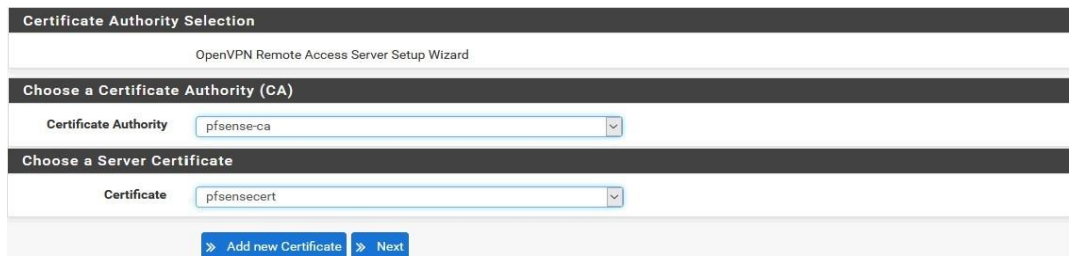 Certificate Authority Selection
OpenVPN Remote Access Server Setup Wizard
Choose a Certificate Authority (CA)
Certificate Authority pfsense-ca
Choose a Server Certificate
Certificate pfsensecert
» Add new Certificate » Next